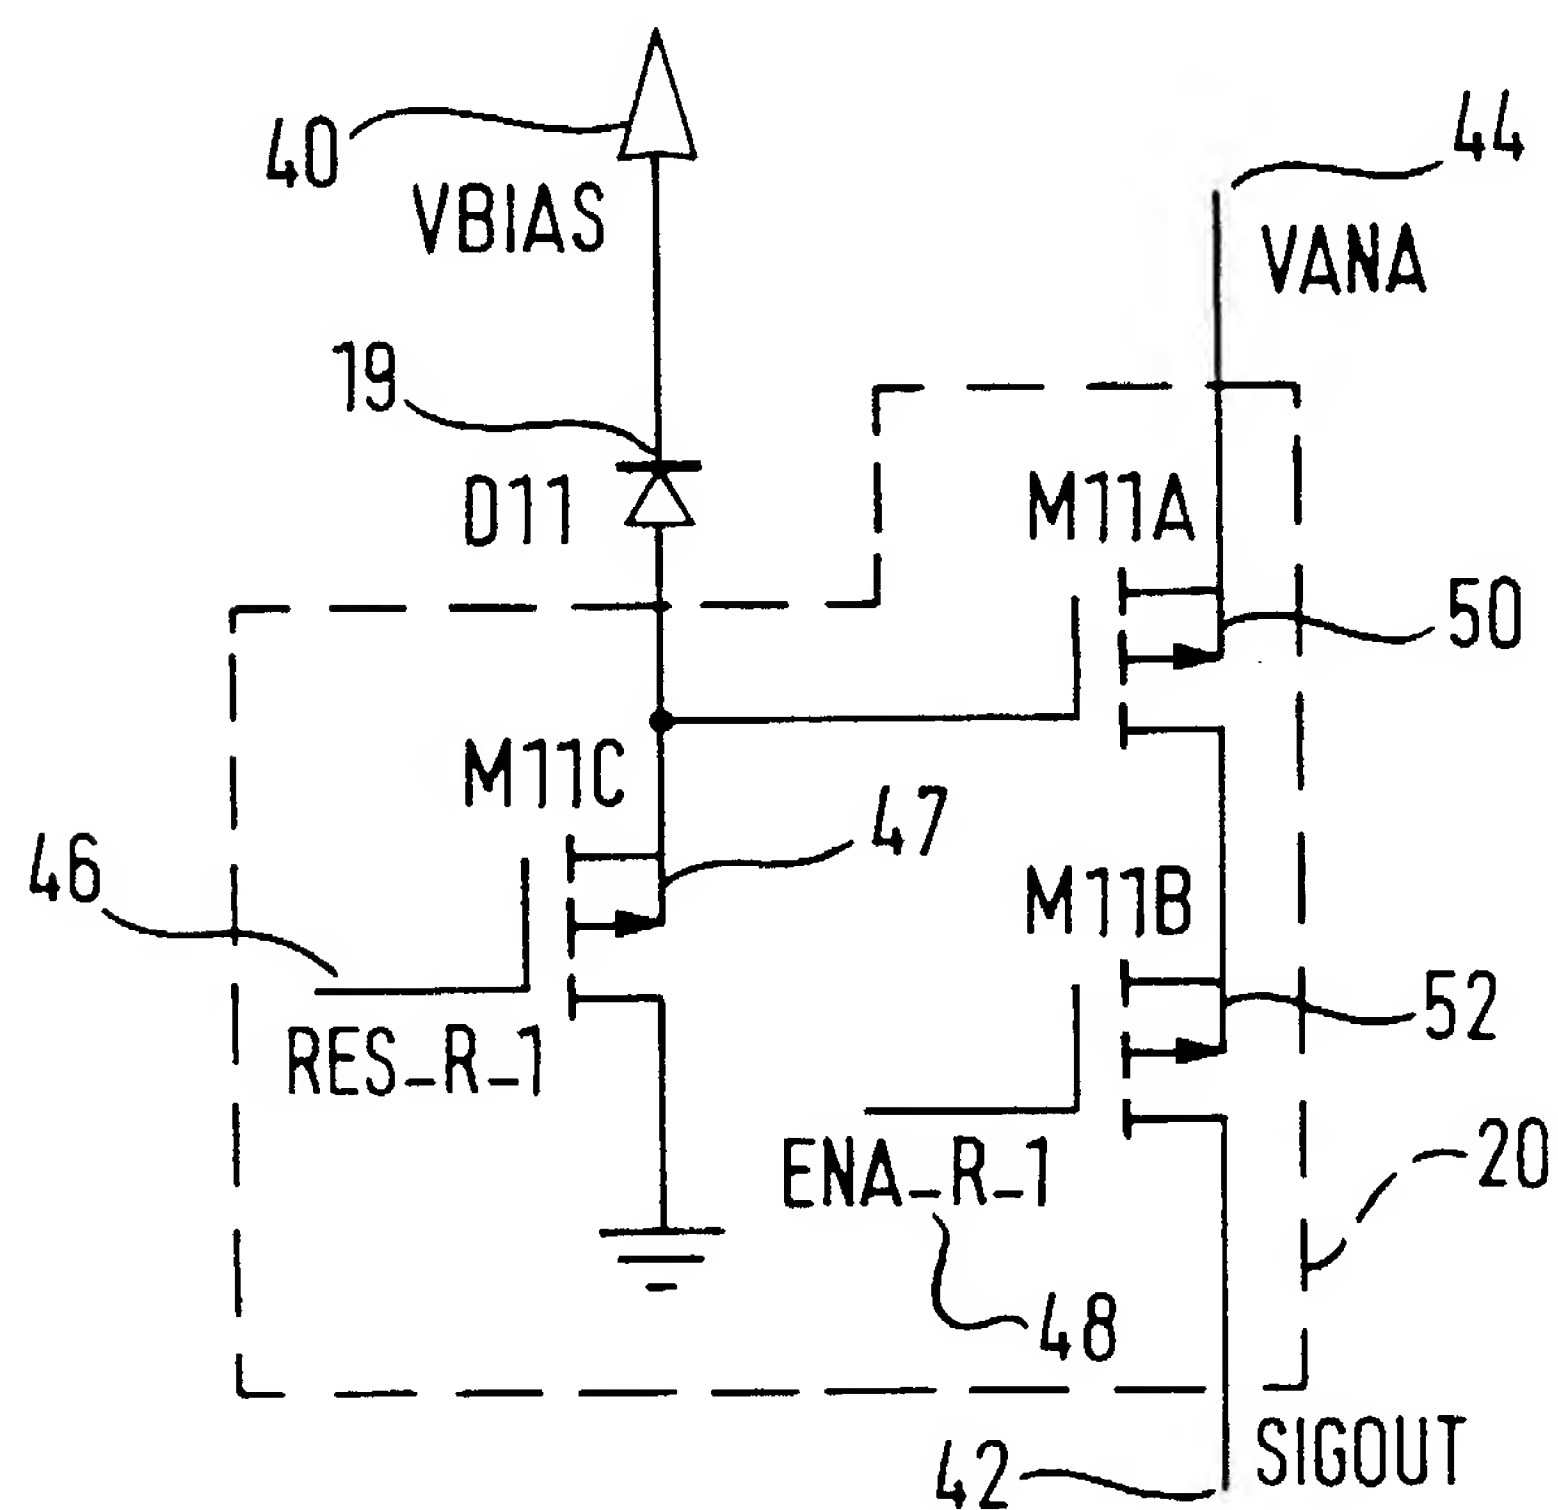 40
VBIAS
44
VANA
19
D11
M11A
50
M11C
47
46
M11B
RES_R_1
52
ENA_R_1
20
48
SIGOUT
42